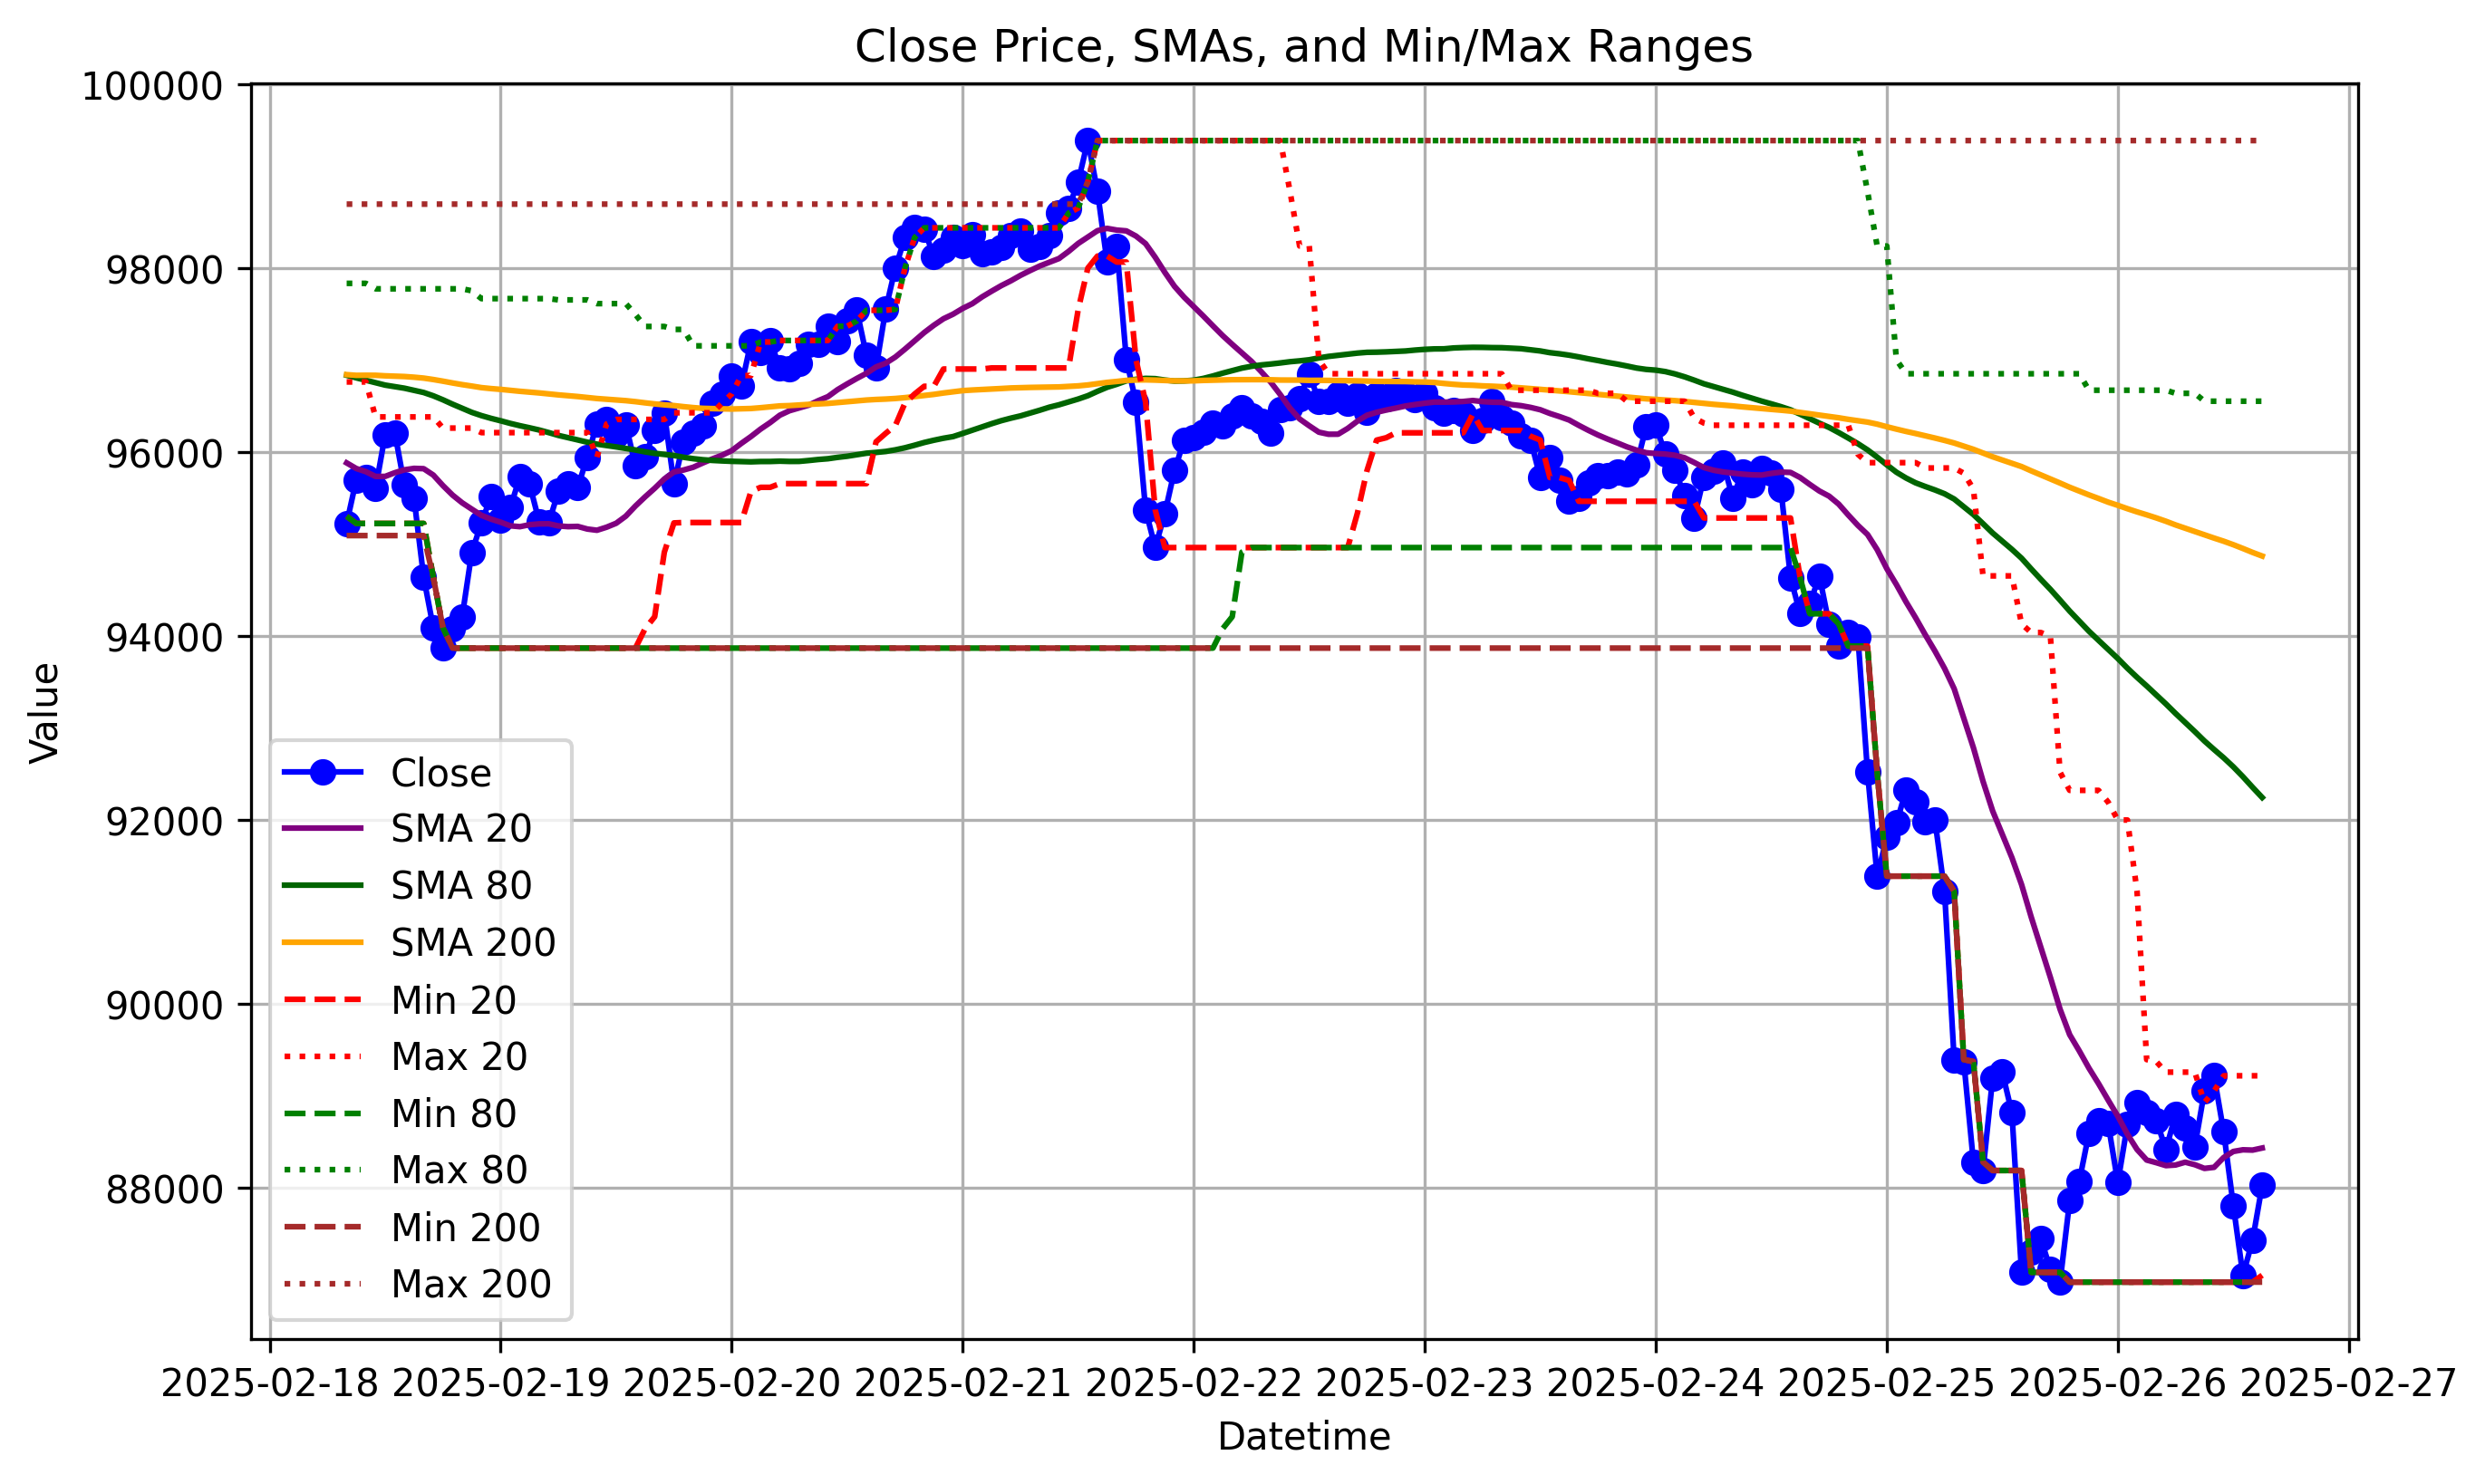 Close Price, SMAs, and Min/Max Ranges
100000
98000
96000
94000
92000
90000
88000
Value
Close
SMA 20
SMA 80
SMA 200
Min 20
Max 20
Min 80
Max 80
Min 200
Max 200
2025-02-18 2025-02-19 2025-02-20 2025-02-21 2025-02-22 2025-02-23 2025-02-24 2025-02-25 2025-02-26 2025-02-27
Datetime